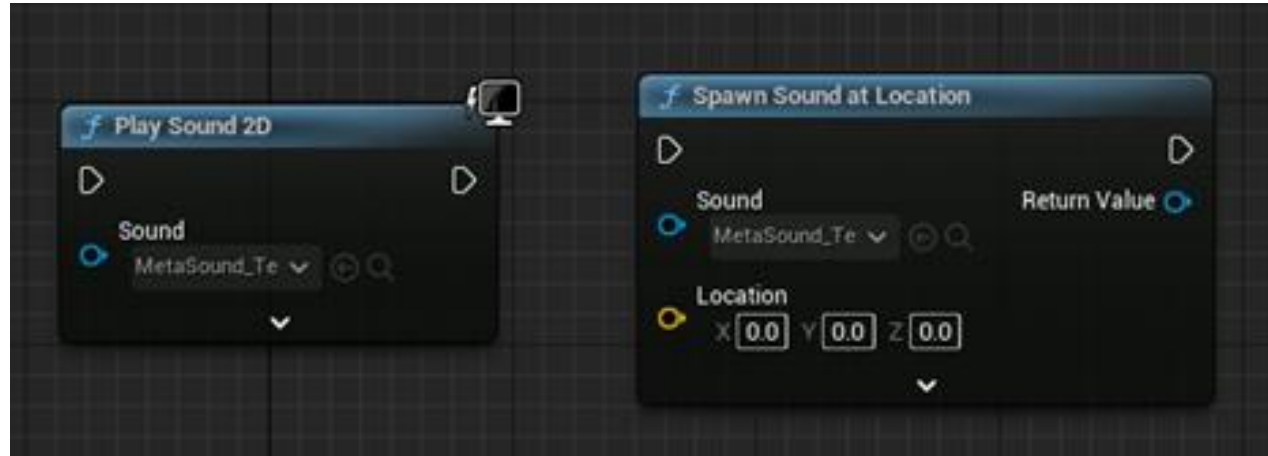 Play Sound 2D
Sound
MetaSound_Te
Spawn Sound at Location
Sound
Return Value
MetaSound_Te
Location
X 0.0 Y 0.0 Z 0.0